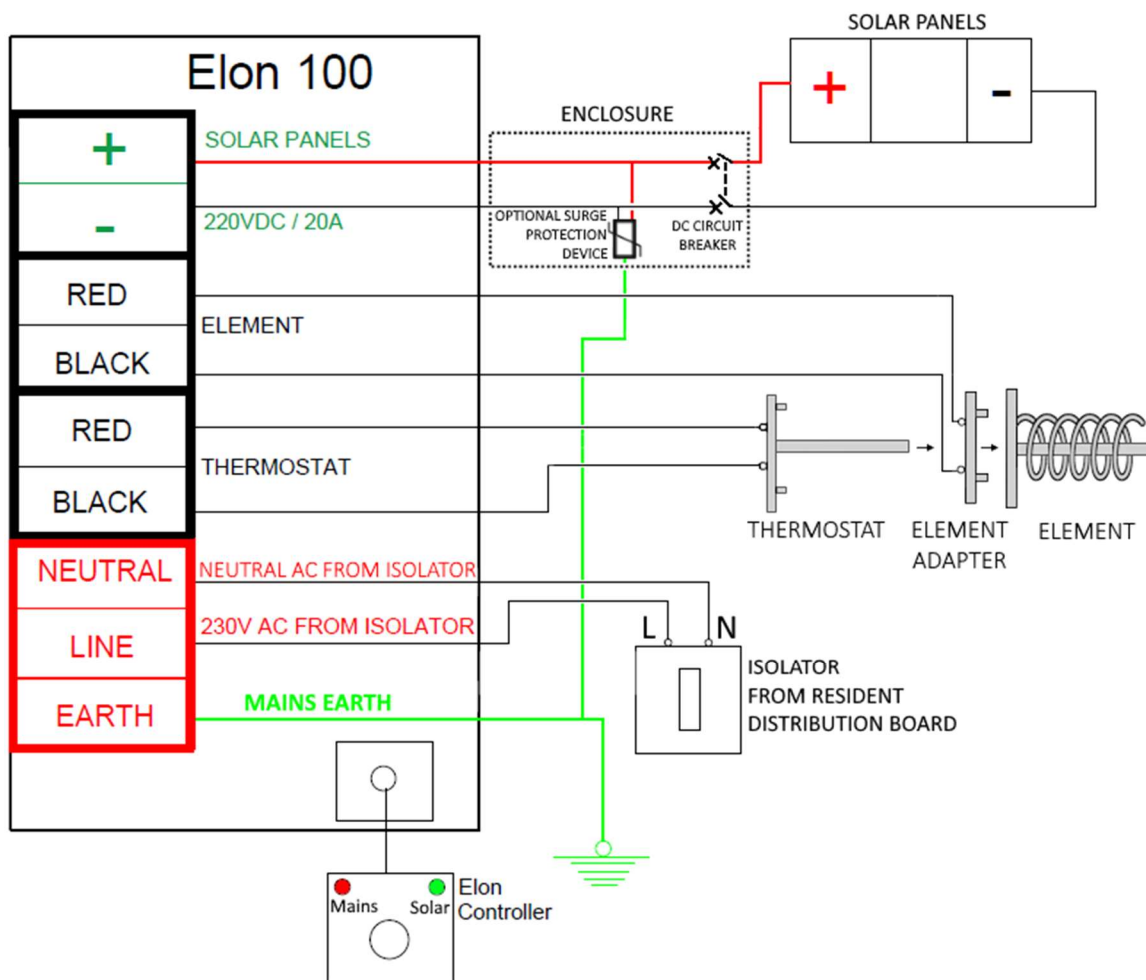 SOLAR PANELS
+
-
Elon 100
ENCLOSURE
+
SOLAR PANELS
-
220VDC / 20A
OPTIONAL SURGE
PROTECTION
DEVICE
DC CIRCUIT
BREAKER
RED
ELEMENT
BLACK
RED
THERMOSTAT
BLACK
THERMOSTAT
ELEMENT
ADAPTER
ELEMENT
NEUTRAL
NEUTRAL AC FROM ISOLATOR
LINE
230V AC FROM ISOLATOR
L N
ISOLATOR
FROM RESIDENT
DISTRIBUTION BOARD
EARTH
MAINS EARTH
Mains
Solar
Elon
Controller